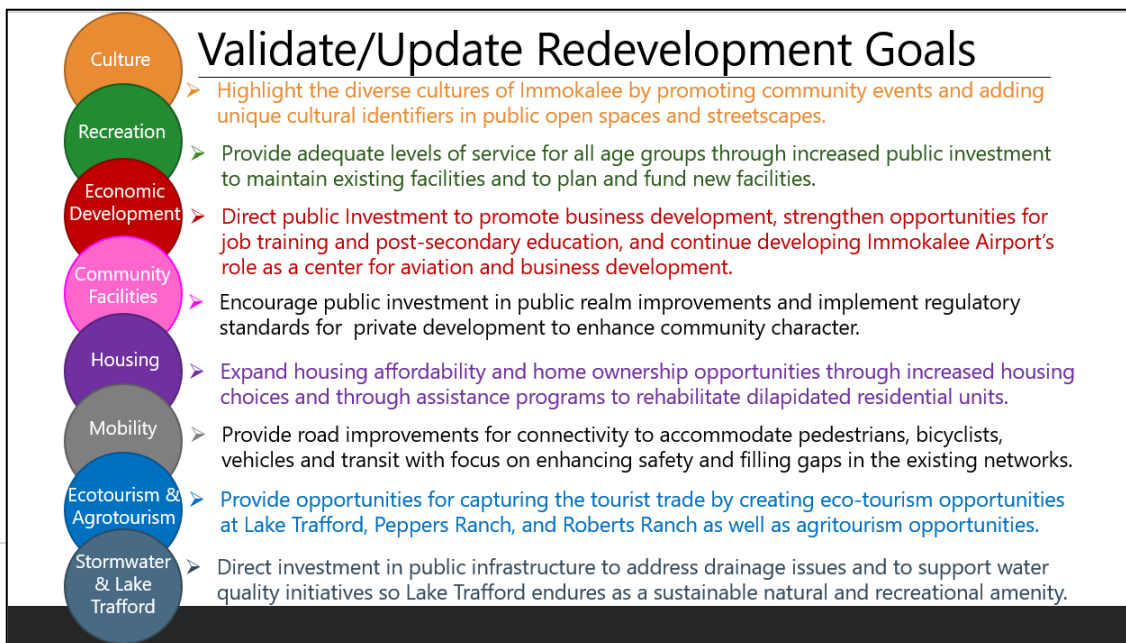 Validate/Update Redevelopment Goals
Culture
➢ Highlight the diverse cultures of Immokalee by promoting community events and adding
unique cultural identifiers in public open spaces and streetscapes.
Recreation
➢ Provide adequate levels of service for all age groups through increased public investment
to maintain existing facilities and to plan and fund new facilities.
Economic
Development
➢ Direct public Investment to promote business development, strengthen opportunities for
job training and post-secondary education, and continue developing Immokalee Airport’s
role as a center for aviation and business development.
Community
Facilities
➢ Encourage public investment in public realm improvements and implement regulatory
standards for private development to enhance community character.
Housing
➢ Expand housing affordability and home ownership opportunities through increased housing
choices and through assistance programs to rehabilitate dilapidated residential units.
Mobility
➢ Provide road improvements for connectivity to accommodate pedestrians, bicyclists,
vehicles and transit with focus on enhancing safety and filling gaps in the existing networks.
Ecotourism &
Agrotourism
➢ Provide opportunities for capturing the tourist trade by creating eco-tourism opportunities
at Lake Trafford, Peppers Ranch, and Roberts Ranch as well as agritourism opportunities.
Stormwater
& Lake
Trafford
➢ Direct investment in public infrastructure to address drainage issues and to support water
quality initiatives so Lake Trafford endures as a sustainable natural and recreational amenity.